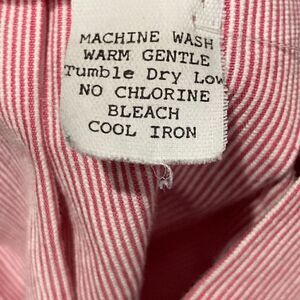 MACHINE WASH
WARM GENTLE
Tumble Dry Low
NO CHLORINE
BLEACH
COOL IRON